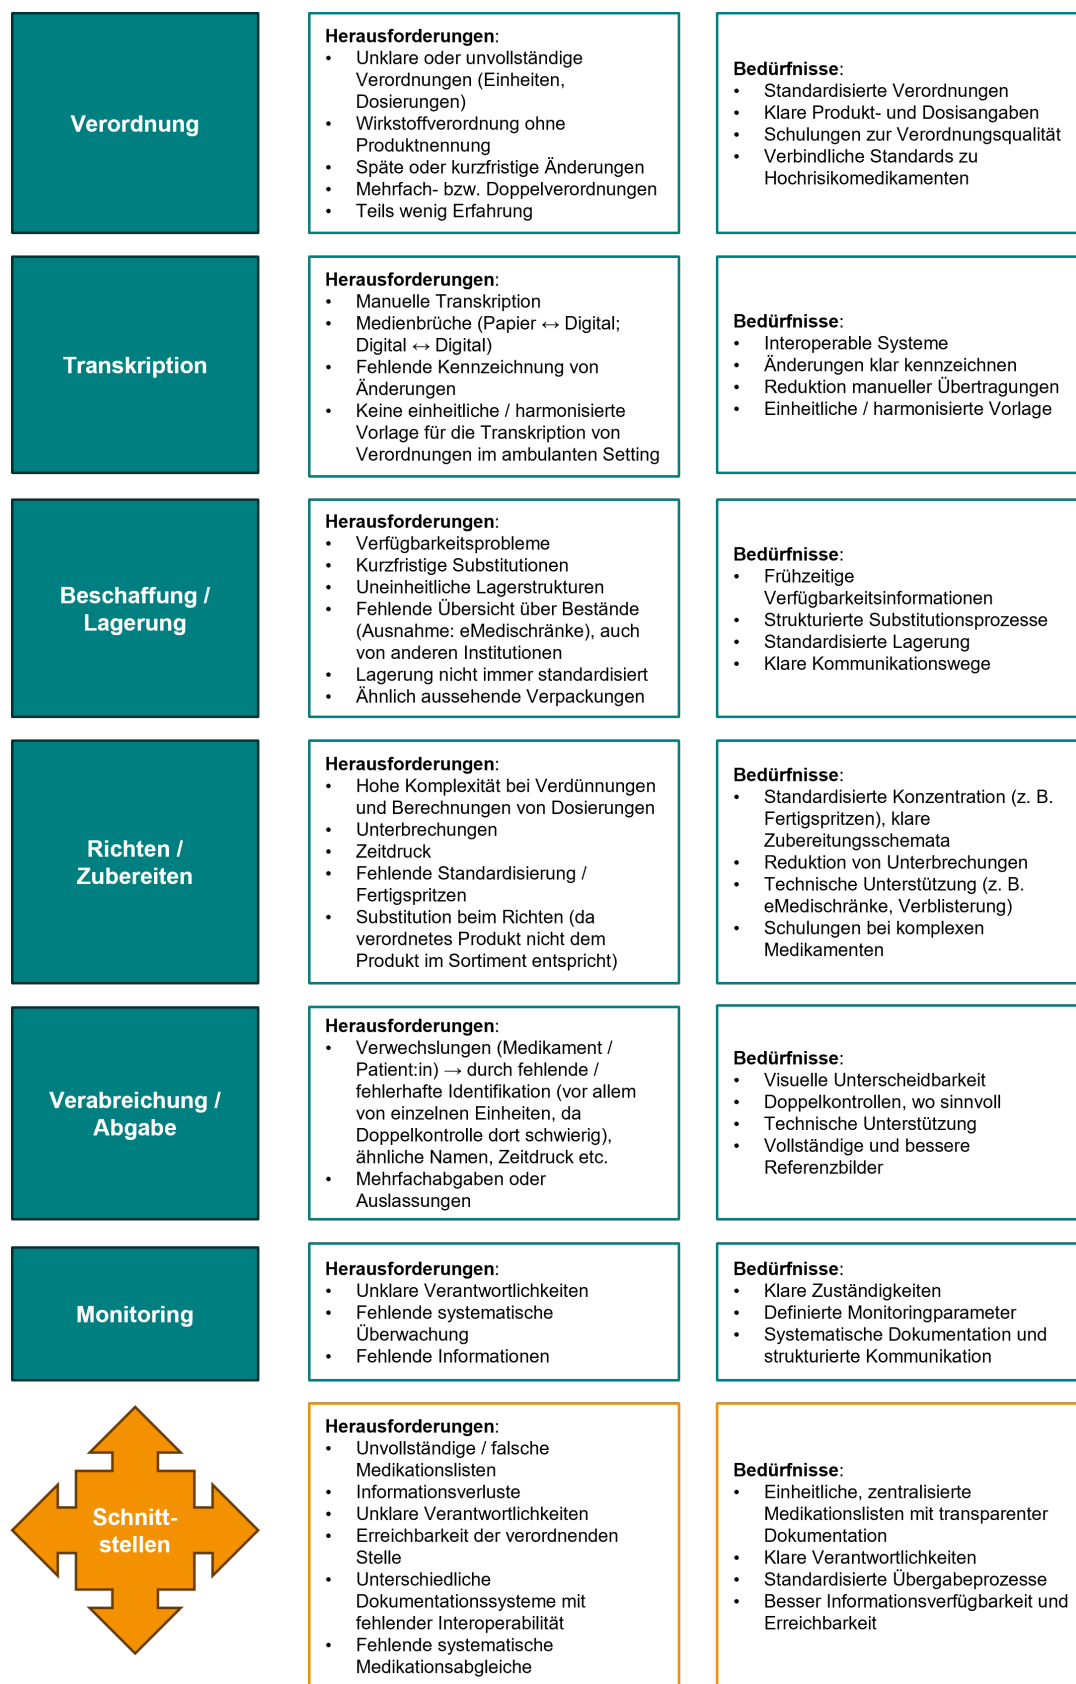 Verordnung
Herausforderungen:
• Unklare oder unvollständige
Verordnungen (Einheiten,
Dosierungen)
• Wirkstoffverordnung ohne
Produktnennung
• Späte oder kurzfristige Änderungen
• Mehrfach- bzw. Doppelverordnungen
• Teils wenig Erfahrung
Bedürfnisse:
• Standardisierte Verordnungen
• Klare Produkt- und Dosisangaben
• Schulungen zur Verordnungsqualität
• Verbindliche Standards zu
Hochrisikomedikamenten
Transkription
Herausforderungen:
• Manuelle Transkription
• Medienbrüche (Papier ↔ Digital;
Digital ↔ Digital)
• Fehlende Kennzeichnung von
Änderungen
• Keine einheitliche / harmonisierte
Vorlage für die Transkription von
Verordnungen im ambulanten Setting
Bedürfnisse:
• Interoperable Systeme
• Änderungen klar kennzeichnen
• Reduktion manueller Übertragungen
• Einheitliche / harmonisierte Vorlage
Beschaffung /
Lagerung
Herausforderungen:
• Verfügbarkeitsprobleme
• Kurzfristige Substitutionen
• Uneinheitliche Lagerstrukturen
• Fehlende Übersicht über Bestände
(Ausnahme: eMedischränke), auch
von anderen Institutionen
• Lagerung nicht immer standardisiert
• Ähnlich aussehende Verpackungen
Bedürfnisse:
• Frühzeitige
Verfügbarkeitsinformationen
• Strukturierte Substitutionsprozesse
• Standardisierte Lagerung
• Klare Kommunikationswege
Richten /
Zubereiten
Herausforderungen:
• Hohe Komplexität bei Verdünnungen
und Berechnungen von Dosierungen
• Unterbrechungen
• Zeitdruck
• Fehlende Standardisierung /
Fertigspritzen
• Substitution beim Richten (da
verordnetes Produkt nicht dem
Produkt im Sortiment entspricht)
Bedürfnisse:
• Standardisierte Konzentration (z. B.
Fertigspritzen), klare
Zubereitungsschemata
• Reduktion von Unterbrechungen
• Technische Unterstützung (z. B.
eMedischränke, Verblisterung)
• Schulungen bei komplexen
Medikamenten
Verabreichung /
Abgabe
Herausforderungen:
• Verwechslungen (Medikament /
Patient:in) → durch fehlende /
fehlerhafte Identifikation (vor allem
von einzelnen Einheiten, da
Doppelkontrolle dort schwierig),
ähnliche Namen, Zeitdruck etc.
• Mehrfachabgaben oder
Auslassungen
Bedürfnisse:
• Visuelle Unterscheidbarkeit
• Doppelkontrollen, wo sinnvoll
• Technische Unterstützung
• Vollständige und bessere
Referenzbilder
Monitoring
Herausforderungen:
• Unklare Verantwortlichkeiten
• Fehlende systematische
Überwachung
• Fehlende Informationen
Bedürfnisse:
• Klare Zuständigkeiten
• Definierte Monitoringparameter
• Systematische Dokumentation und
strukturierte Kommunikation
Schnitt-
stellen
Herausforderungen:
• Unvollständige / falsche
Medikationslisten
• Informationsverluste
• Unklare Verantwortlichkeiten
• Erreichbarkeit der verordnenden
Stelle
• Unterschiedliche
Dokumentationssysteme mit
fehlender Interoperabilität
• Fehlende systematische
Medikationsabgleiche
Bedürfnisse:
• Einheitliche, zentralisierte
Medikationslisten mit transparenter
Dokumentation
• Klare Verantwortlichkeiten
• Standardisierte Übergabeprozesse
• Besser Informationsverfügbarkeit und
Erreichbarkeit